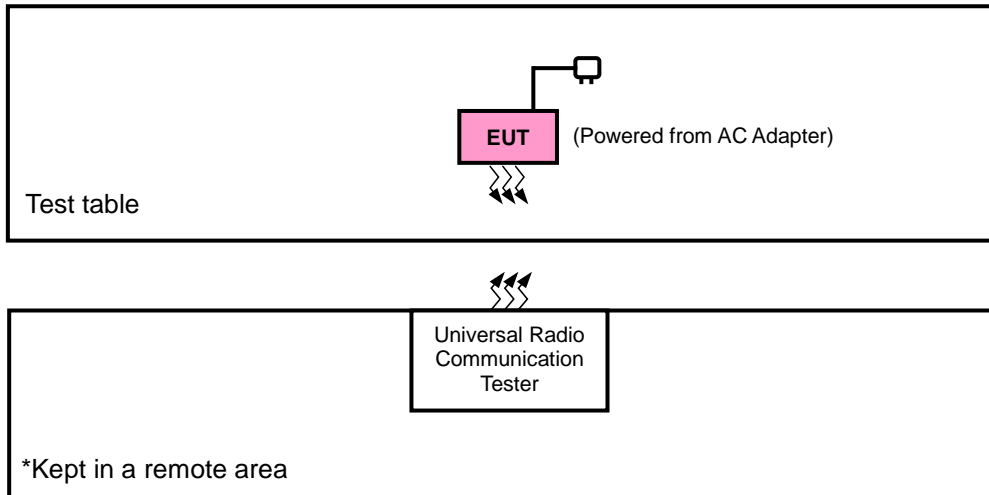 EUT
(Powered from AC Adapter)
Test table
Universal Radio
Communication
Tester
*Kept in a remote area